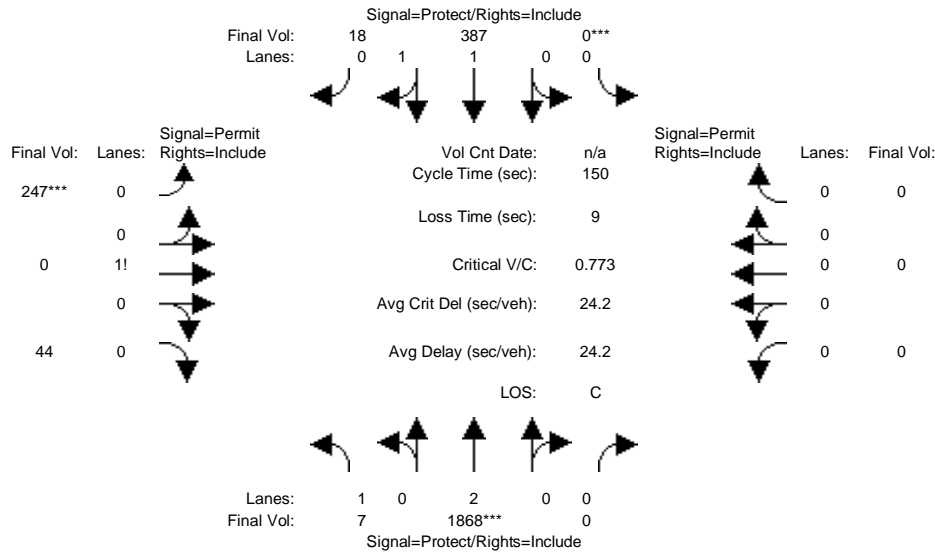 Signal=Protect/Rights=Include
Final Vol: 18 387 0***
Lanes: 0 1 1 0 0
Signal=Permit Signal=Permit
Final Vol: Lanes: Rights=Include Vol Cnt Date: n/a Rights=Include Lanes: Final Vol:
Cycle Time (sec): 150
247*** 0 0 0
Loss Time (sec): 9
0 0
0 1! Critical V/C: 0.773 0 0
0 Avg Crit Del (sec/veh): 24.2 0
44 0 Avg Delay (sec/veh): 24.2 0 0
LOS: C
Lanes: 1 0 2 0 0
Final Vol: 7 1868*** 0
Signal=Protect/Rights=Include